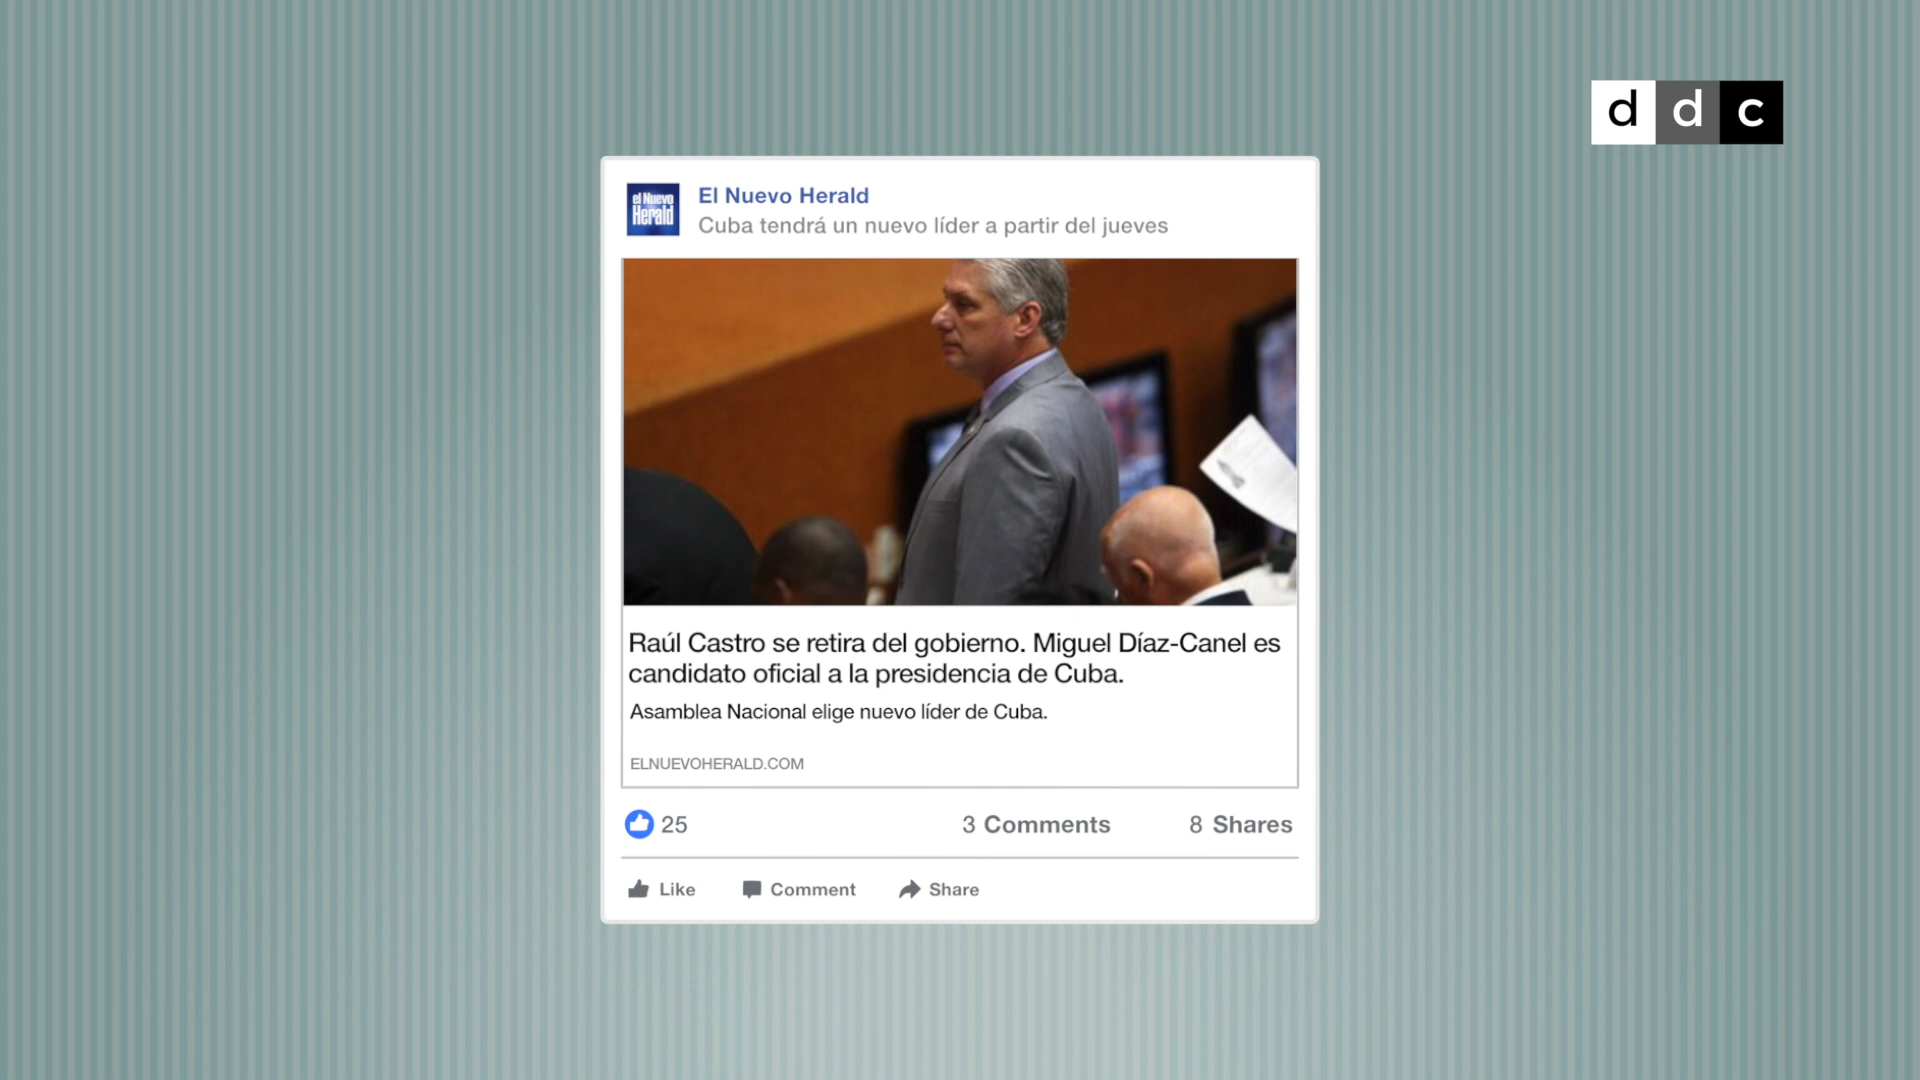 d d c
el Nuevo
Herald
El Nuevo Herald
Cuba tendrá un nuevo líder a partir del jueves
Raúl Castro se retira del gobierno. Miguel Díaz-Canel es
candidato oficial a la presidencia de Cuba.
Asamblea Nacional elige nuevo líder de Cuba.
ELNUEVOHERALD.COM
25 3 Comments 8 Shares
Like Comment Share